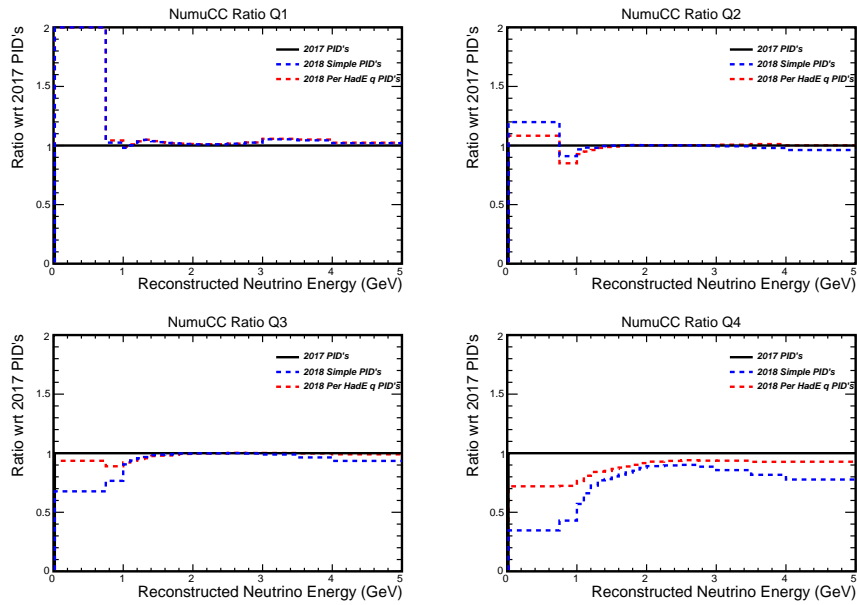 NumuCC Ratio Q1
Ratio wrt 2017 PID's
2
1.5
1
0.5
0
2017 PID's
2018 Simple PID's
2018 Per HadE q PID's
0 1 2 3 4 5
Reconstructed Neutrino Energy (GeV)
NumuCC Ratio Q2
Ratio wrt 2017 PID's
2
1.5
1
0.5
0
2017 PID's
2018 Simple PID's
2018 Per HadE q PID's
0 1 2 3 4 5
Reconstructed Neutrino Energy (GeV)
NumuCC Ratio Q3
Ratio wrt 2017 PID's
2
1.5
1
0.5
0
2017 PID's
2018 Simple PID's
2018 Per HadE q PID's
0 1 2 3 4 5
Reconstructed Neutrino Energy (GeV)
NumuCC Ratio Q4
Ratio wrt 2017 PID's
2
1.5
1
0.5
0
2017 PID's
2018 Simple PID's
2018 Per HadE q PID's
0 1 2 3 4 5
Reconstructed Neutrino Energy (GeV)